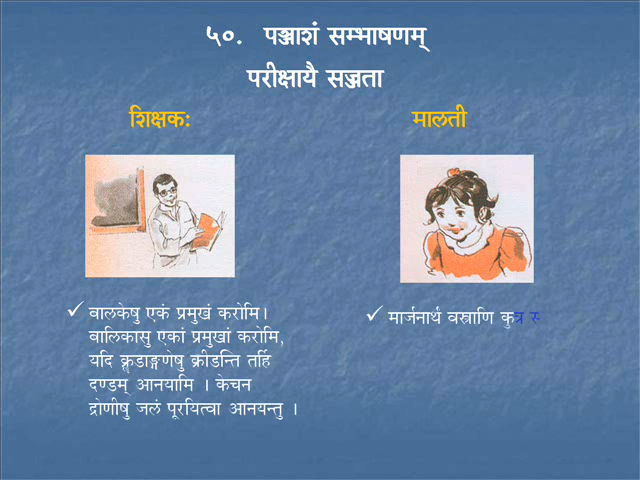 ५०. पञ्चाशं सम्भाषणम्
परीक्षायै सज्जता
शिक्षकः
मालती
बालकेषु एकं प्रमुखं करोमि।
बालिकासु एकां प्रमुखां करोमि,
यदि क्रीडाङ्गणेषु क्रीडन्ति तर्हि
दण्डम् आनयामि । केचन
द्रोणीषु जलं पूरयित्वा आनयन्तु ।
मार्जनार्थं वस्त्राणि कुत्र स